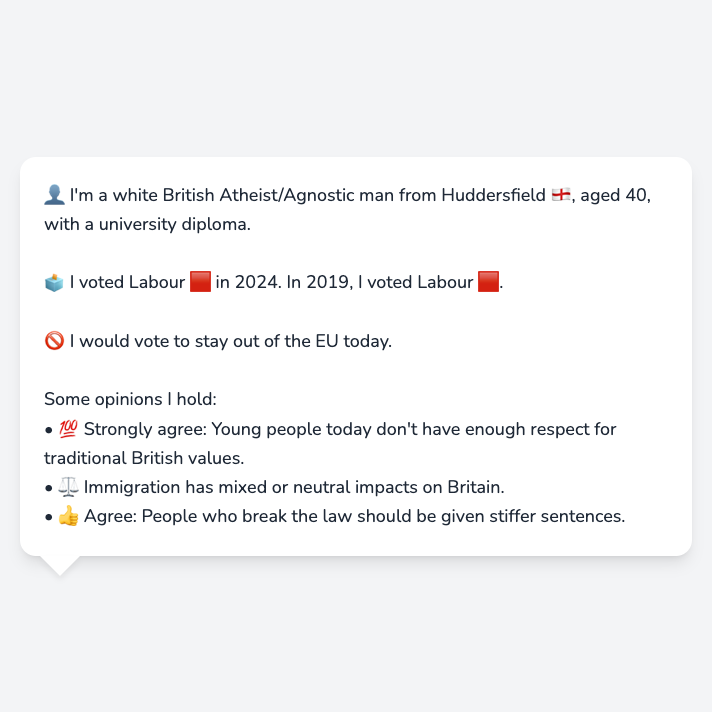 👤 I'm a white British Atheist/Agnostic man from Huddersfield 🏴󠁧󠁢󠁥󠁮󠁧󠁿, aged 40,
with a university diploma.
🗳️ I voted Labour 🟥 in 2024. In 2019, I voted Labour 🟥.
🚫 I would vote to stay out of the EU today.
Some opinions I hold:
• 💯 Strongly agree: Young people today don't have enough respect for
traditional British values.
• ⚖️ Immigration has mixed or neutral impacts on Britain.
• 👍 Agree: People who break the law should be given stiffer sentences.